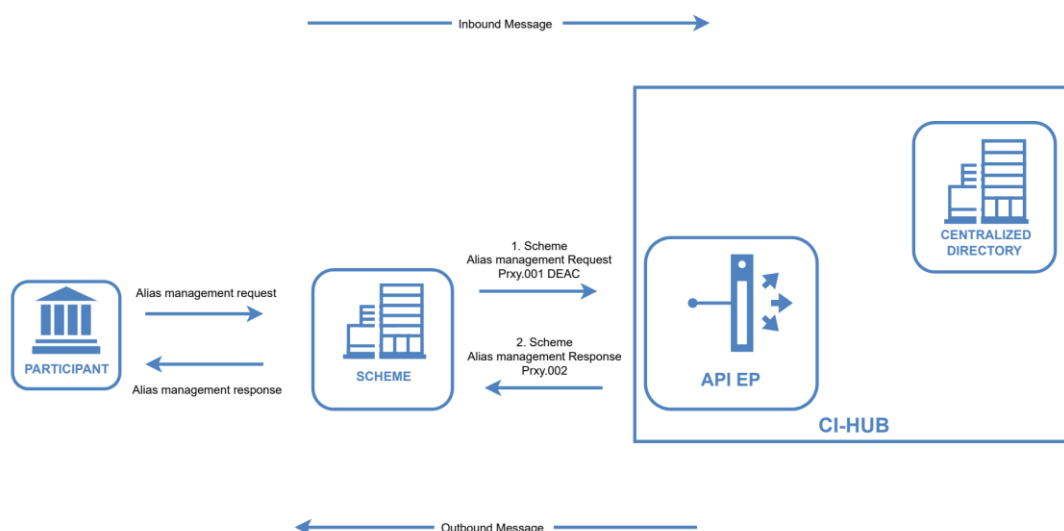 Inbound Message
CENTRALIZED
DIRECTORY
1. Scheme
Alias management Request
Prxy.001 DEAC
Alias management request
PARTICIPANT
Alias management response
SCHEME
2. Scheme
Alias management Response
Prxy.002
API EP
CI-HUB
Outbound Message